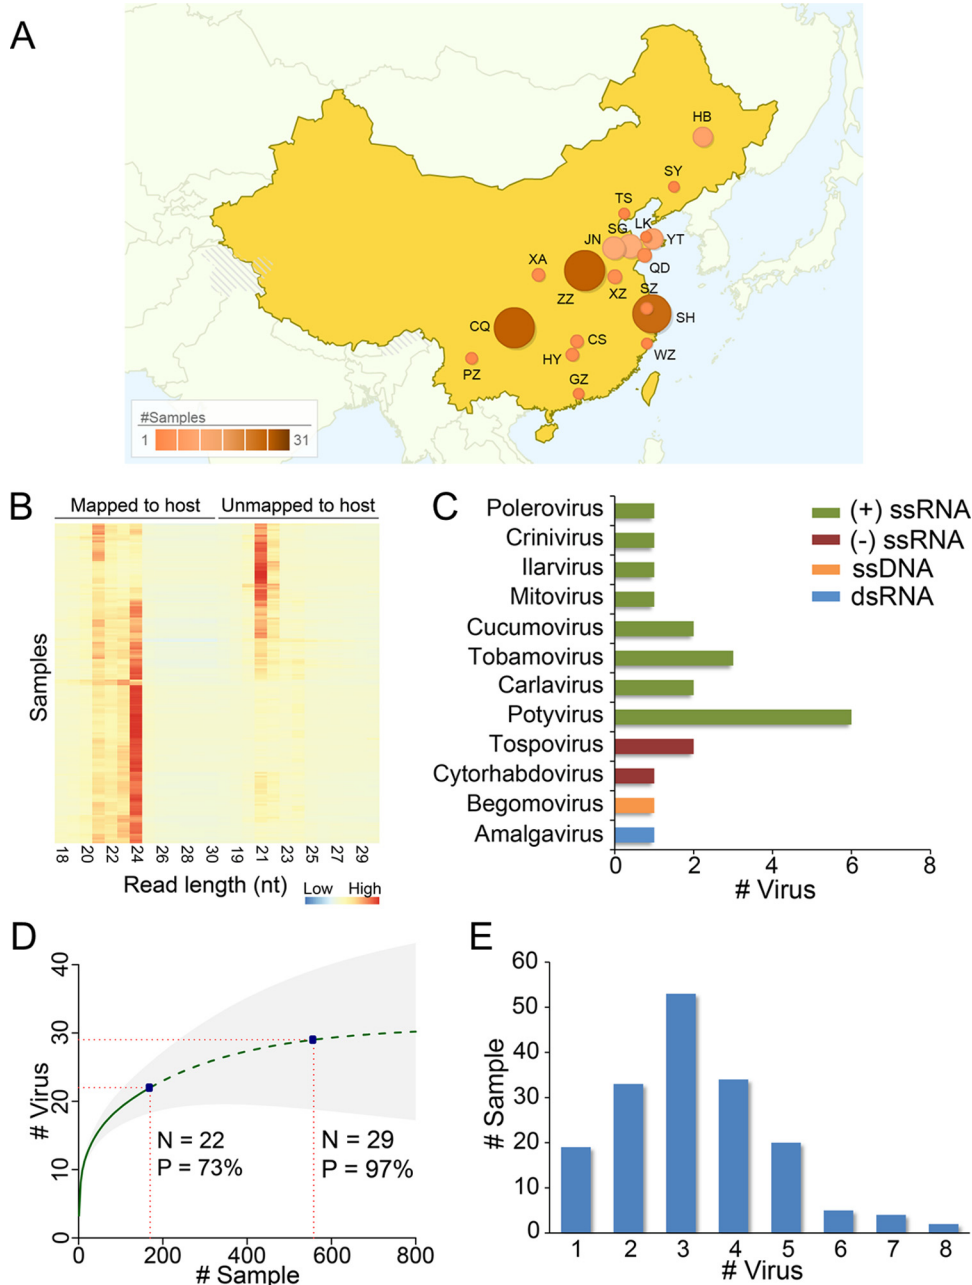 A
HB
SY
TS
LK
SG
YT
JN
QD
XA
ZZ
XZ
SZ
SH
CQ
CS
WZ
HY
PZ
GZ
#Samples
1
31
B
Mapped to host
Unmapped to host
Samples
18 20 22 24 26 28 30 19 21 23 25 27 29
Read length (nt)
Low High
C
Polerovirus
Crinivirus
Ilarvirus
Mitovirus
Cucumovirus
Tobamovirus
Carlavirus
Potyvirus
Tospovirus
Cytorhabdovirus
Begomovirus
Amalgavirus
0 2 4 6 8
# Virus
(+) ssRNA
(-) ssRNA
ssDNA
dsRNA
D
# Virus
40
30
20
10
0
N = 22
P = 73%
N = 29
P = 97%
0 200 400 600 800
# Sample
E
# Sample
60
50
40
30
20
10
0
1 2 3 4 5 6 7 8
# Virus